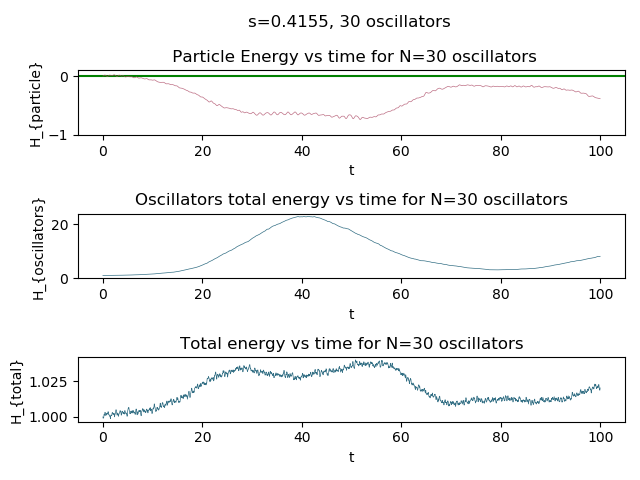 s=0.4155, 30 oscillators
Particle Energy vs time for N=30 oscillators
H_{particle}
0
−1
0 20 40 60 80 100
t
Oscillators total energy vs time for N=30 oscillators
H_{oscillators}
20
0
0 20 40 60 80 100
t
Total energy vs time for N=30 oscillators
H_{total}
1.025
1.000
0 20 40 60 80 100
t